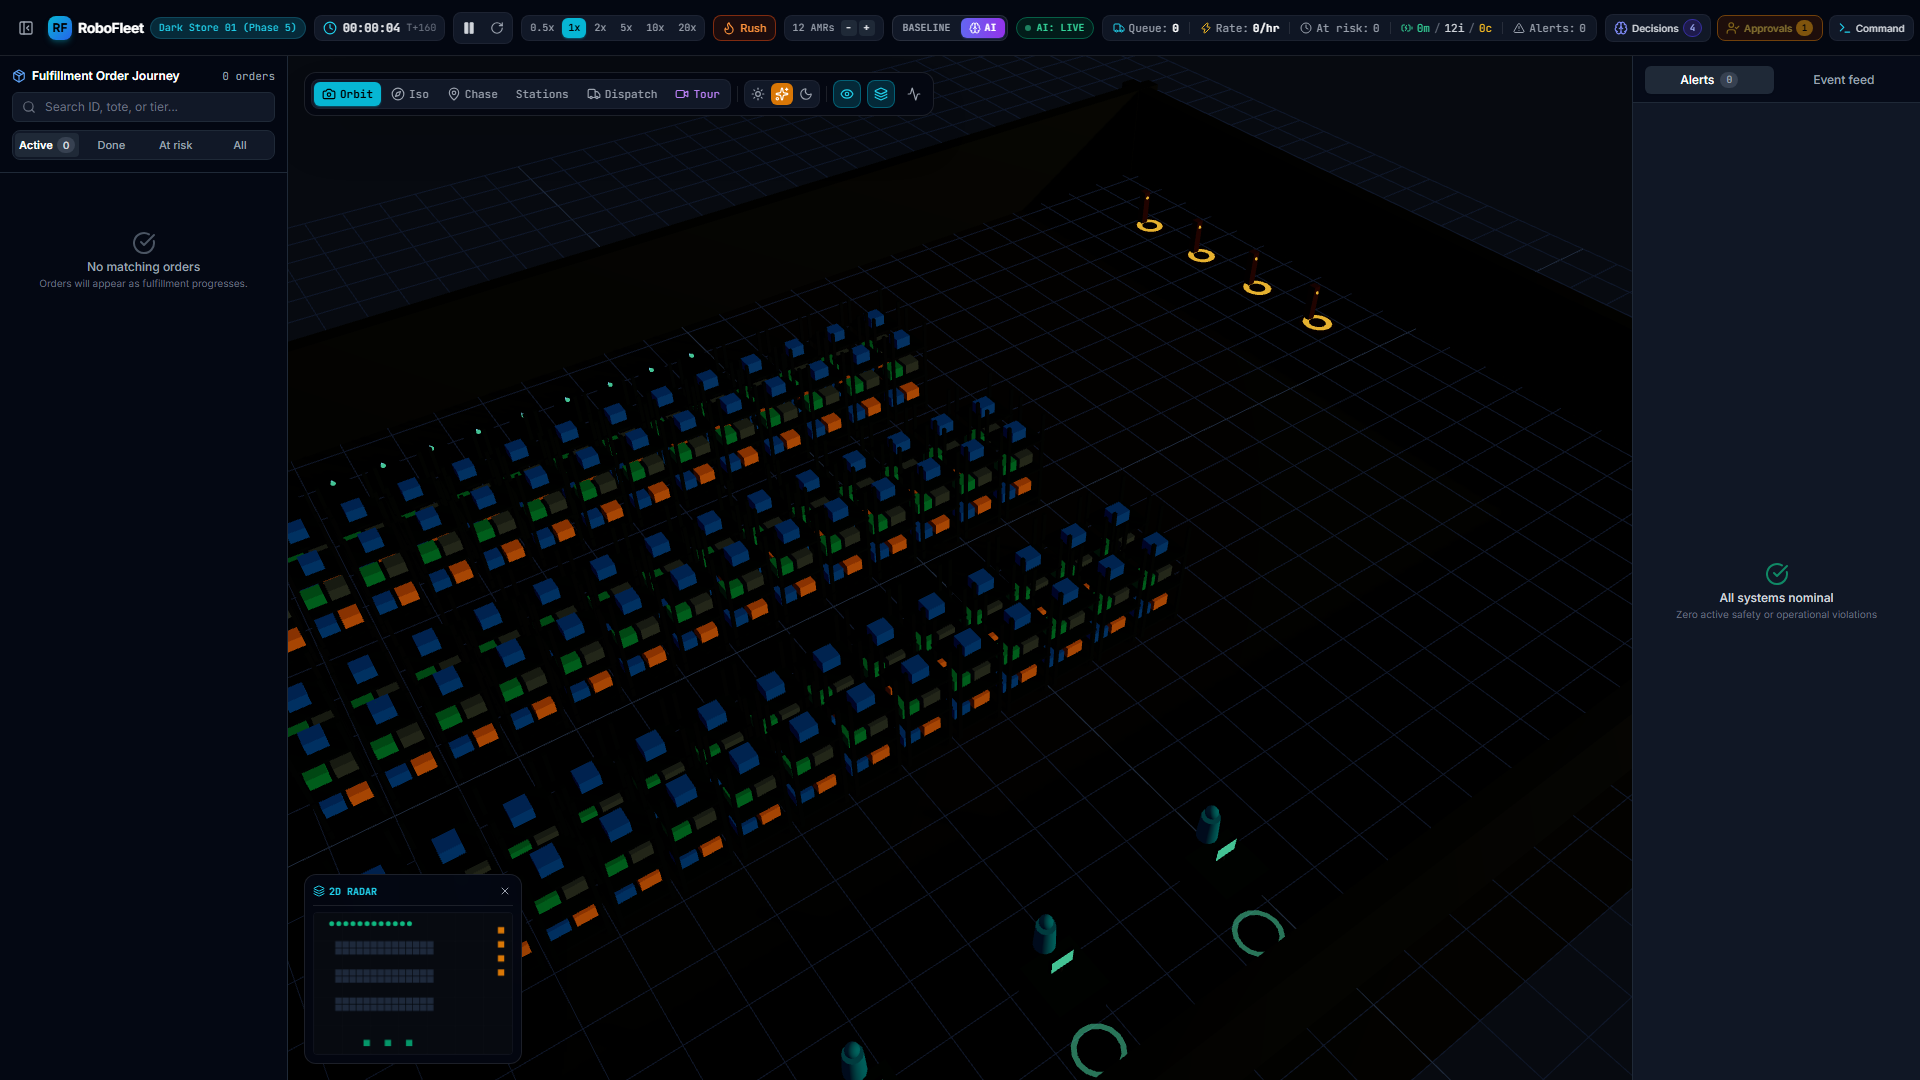 RF RoboFleet Dark Store 01 (Phase 5) 00:00:04 T+160 0.5x 1x 2x 5x 10x 20x Rush 12 AMRs - + BASELINE AI AI: LIVE Queue: 0 Rate: 0/hr At risk: 0 0m / 12i / 0c Alerts: 0 Decisions 4 Approvals 1 Command
Fulfillment Order Journey 0 orders
Search ID, tote, or tier...
Active 0 Done At risk All
No matching orders
Orders will appear as fulfillment progresses.
Orbit Iso Chase Stations Dispatch Tour
2D RADAR
Alerts 0 Event feed
All systems nominal
Zero active safety or operational violations